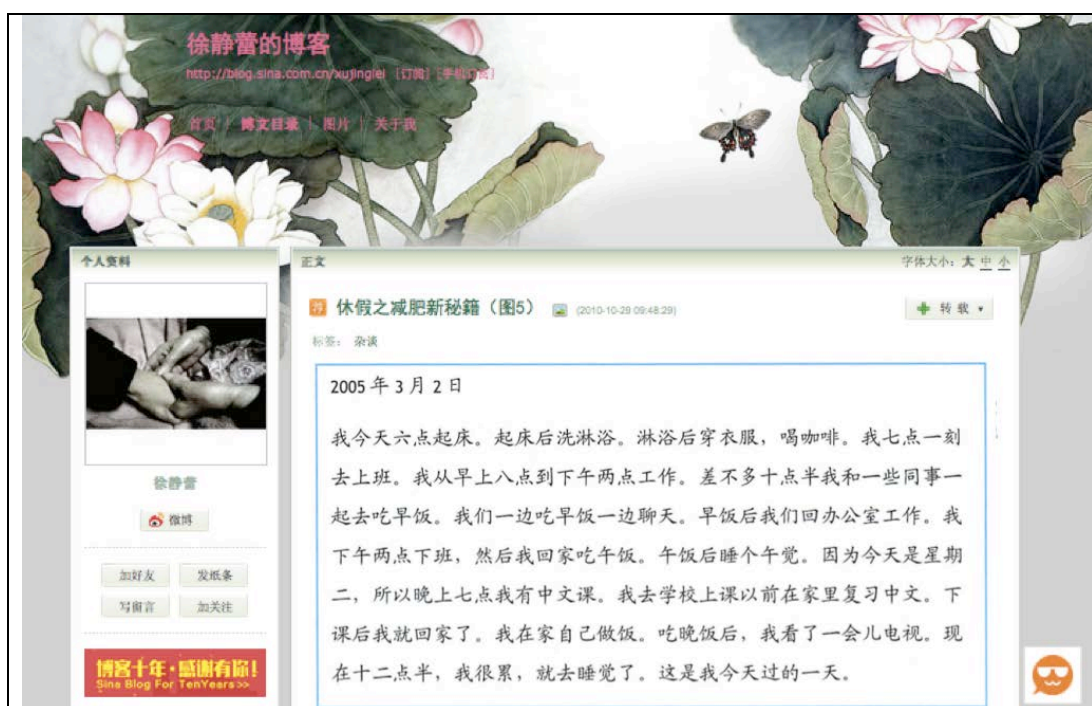 徐静蕾的博客
http://blog.sina.com.cn/xujinglei [订阅] [手机订阅]
首页 | 博文目录 | 图片 | 关于我
个人资料
徐静蕾
微博
加好友 发纸条
写留言 加关注
博客十年·感谢有你!
Sina Blog For TenYears>>
正文 字体大小：大 中 小
荐 休假之减肥新秘籍（图5） (2010-10-29 09:48:29) 转载▼
标签： 杂谈
2005 年 3 月 2 日
我今天六点起床。起床后洗淋浴。淋浴后穿衣服，喝咖啡。我七点一刻
去上班。我从早上八点到下午两点工作。差不多十点半我和一些同事一
起去吃早饭。我们一边吃早饭一边聊天。早饭后我们回办公室工作。我
下午两点下班，然后我回家吃午饭。午饭后睡个午觉。因为今天是星期
二，所以晚上七点我有中文课。我去学校上课以前在家里复习中文。下
课后我就回家了。我在家自己做饭。吃晚饭后，我看了一会儿电视。现
在十二点半，我很累，就去睡觉了。这是我今天过的一天。